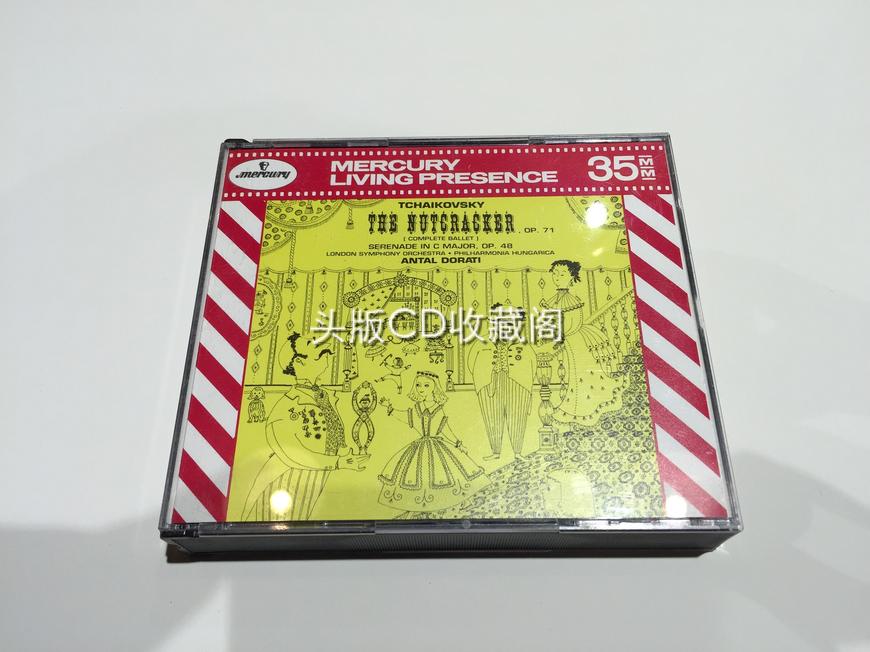 mercury
MERCURY
LIVING PRESENCE
35MM
TCHAIKOVSKY
THE NUTCRACKER, OP. 71
( COMPLETE BALLET )
SERENADE IN C MAJOR, OP. 48
LONDON SYMPHONY ORCHESTRA • PHILHARMONIA HUNGARICA
ANTAL DORATI
头版CD收藏阁